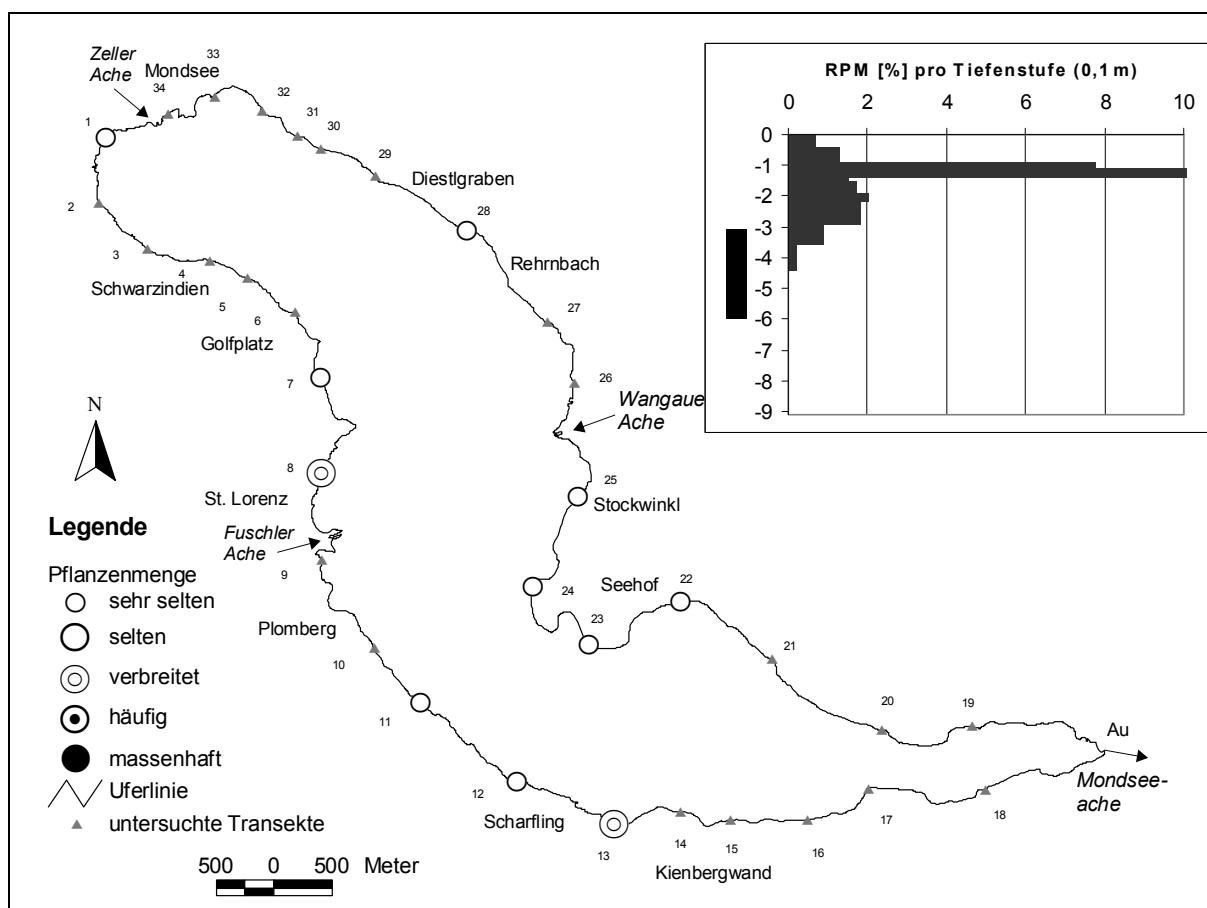 Zeller
Ache
33
Mondsee
34
32
31
30
1
29
Diestlgraben
28
2
Rehrnbach
3
4
Schwarzindien
5
6
27
Golfplatz
7
26
Wangaue
Ache
N
8
25
St. Lorenz
Stockwinkl
Fuschler
Ache
9
24
Seehof
22
23
Plomberg
10
21
11
20
19
Au
Mondsee-
ache
12
Scharfling
13
14
15
16
17
18
Kienbergwand
Legende
Pflanzenmenge
sehr selten
selten
verbreitet
häufig
massenhaft
Uferlinie
untersuchte Transekte
500 0 500 Meter
RPM [%] pro Tiefenstufe (0,1m)
0 2 4 6 8 10
0
-1
-2
-3
-4
-5
-6
-7
-8
-9